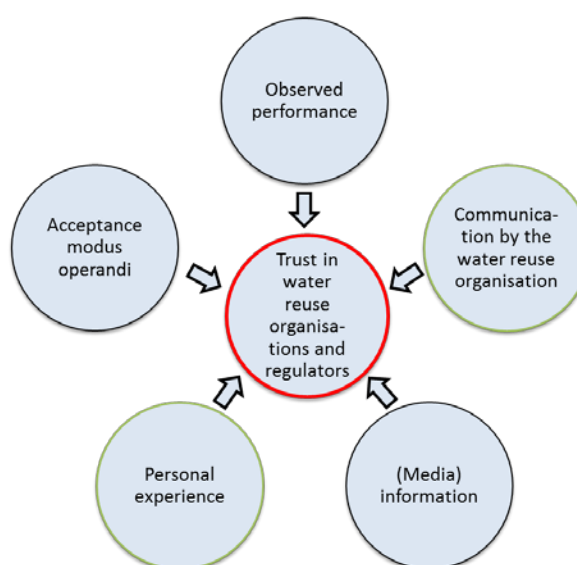 Observed
performance
Acceptance
modus
operandi
Communica-
tion by the
water reuse
organisation
Trust in
water
reuse
organisa-
tions and
regulators
Personal
experience
(Media)
information